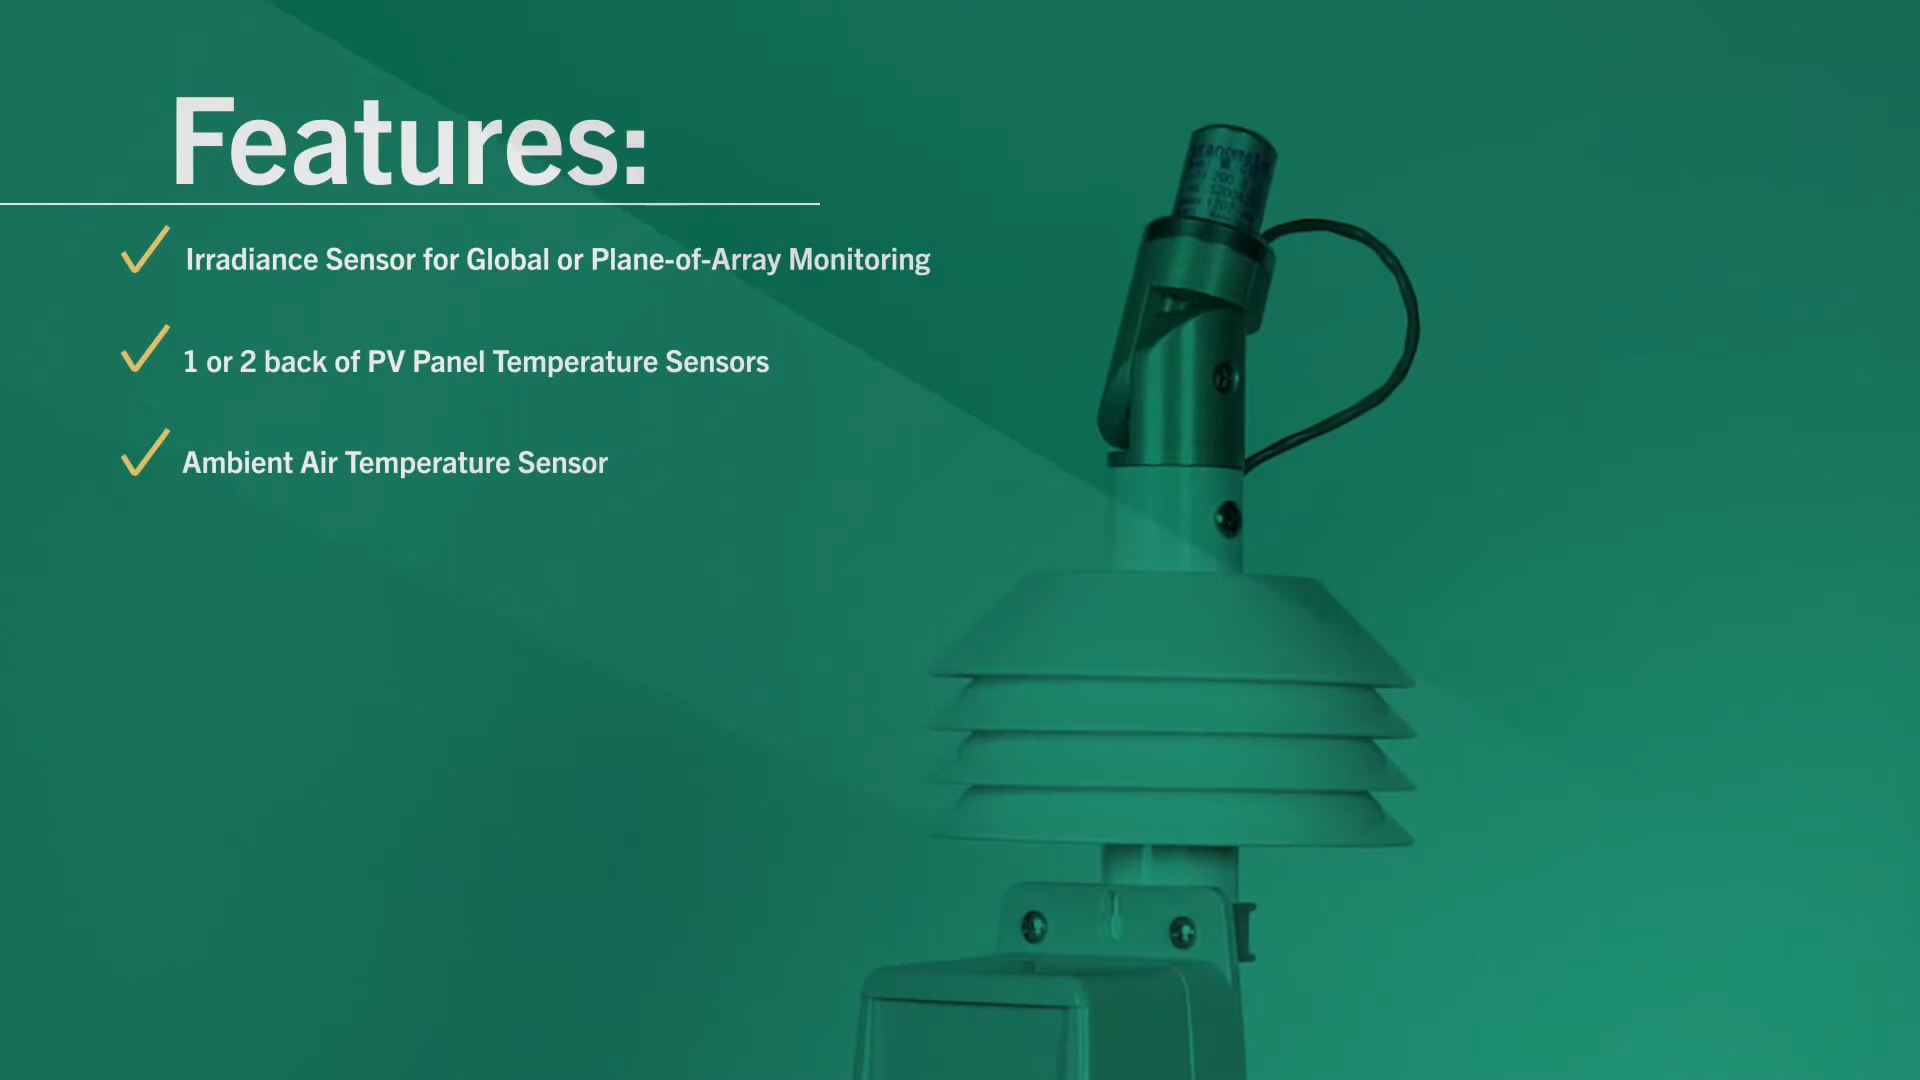 Features:
Irradiance Sensor for Global or Plane-of-Array Monitoring
1 or 2 back of PV Panel Temperature Sensors
Ambient Air Temperature Sensor